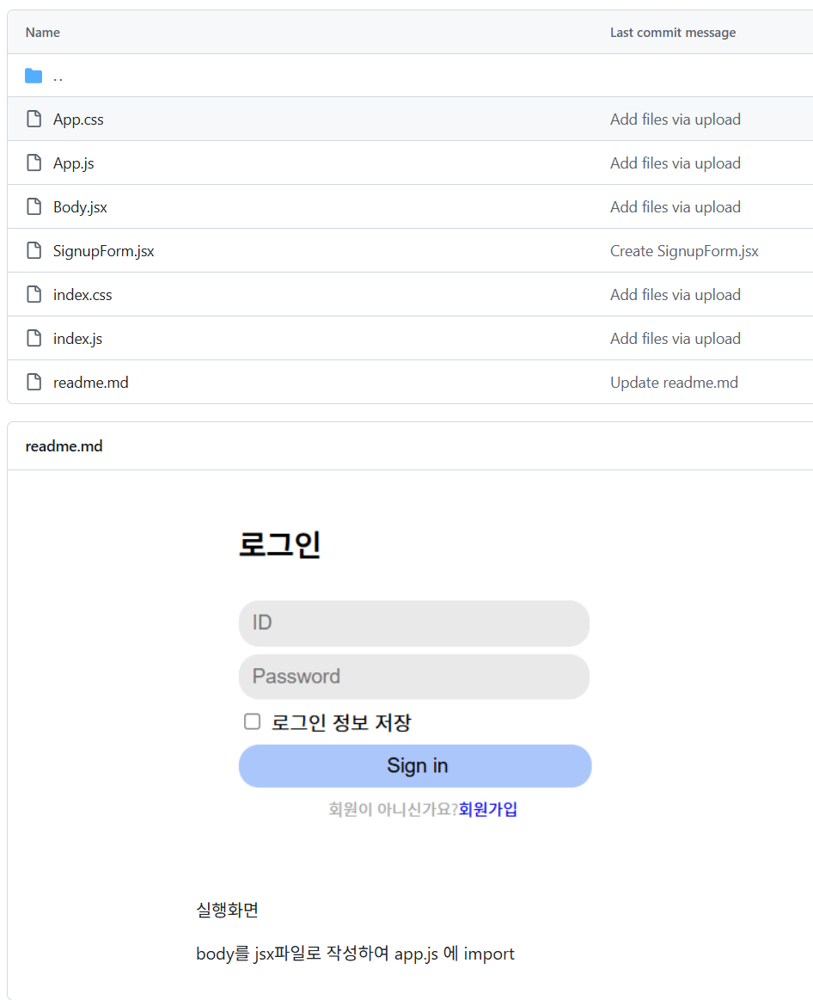 Name Last commit message
..
App.css Add files via upload
App.js Add files via upload
Body.jsx Add files via upload
SignupForm.jsx Create SignupForm.jsx
index.css Add files via upload
index.js Add files via upload
readme.md Update readme.md
readme.md
로그인
ID
Password
로그인 정보 저장
Sign in
회원이 아니신가요?회원가입
실행화면
body를 jsx파일로 작성하여 app.js 에 import